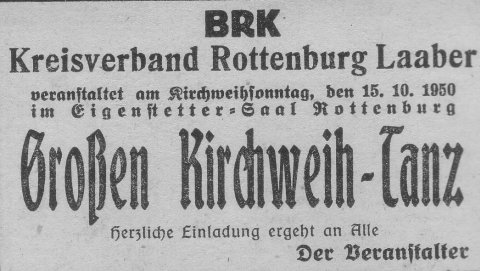 BRK
Kreisverband Rottenburg Laaber
veranstaltet am Kirchweihsonntag, den 15. 10. 1950
im Eigenstetter-Saal Rottenburg
Großen Kirchweih-Tanz
Herzliche Einladung ergeht an Alle
Der Veranstalter